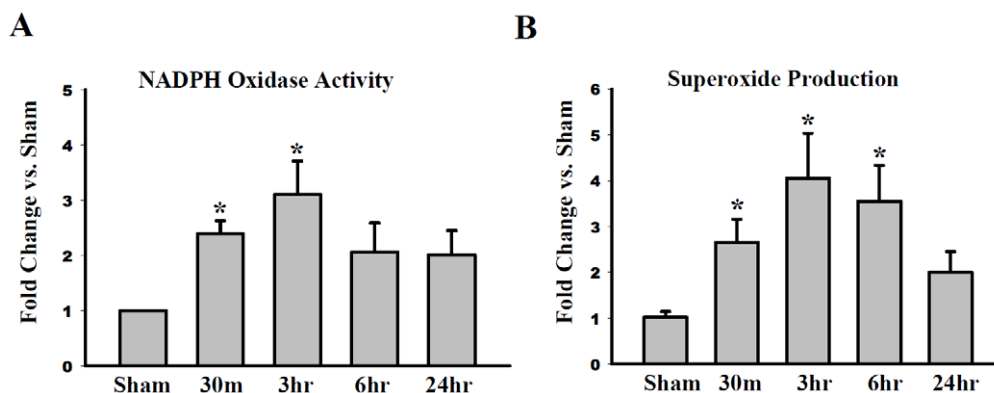 A
NADPH Oxidase Activity
Fold Change vs. Sham
5
4
3
2
1
0
*
*
Sham 30m 3hr 6hr 24hr
B
Superoxide Production
Fold Change vs. Sham
6
5
4
3
2
1
0
*
*
*
Sham 30m 3hr 6hr 24hr